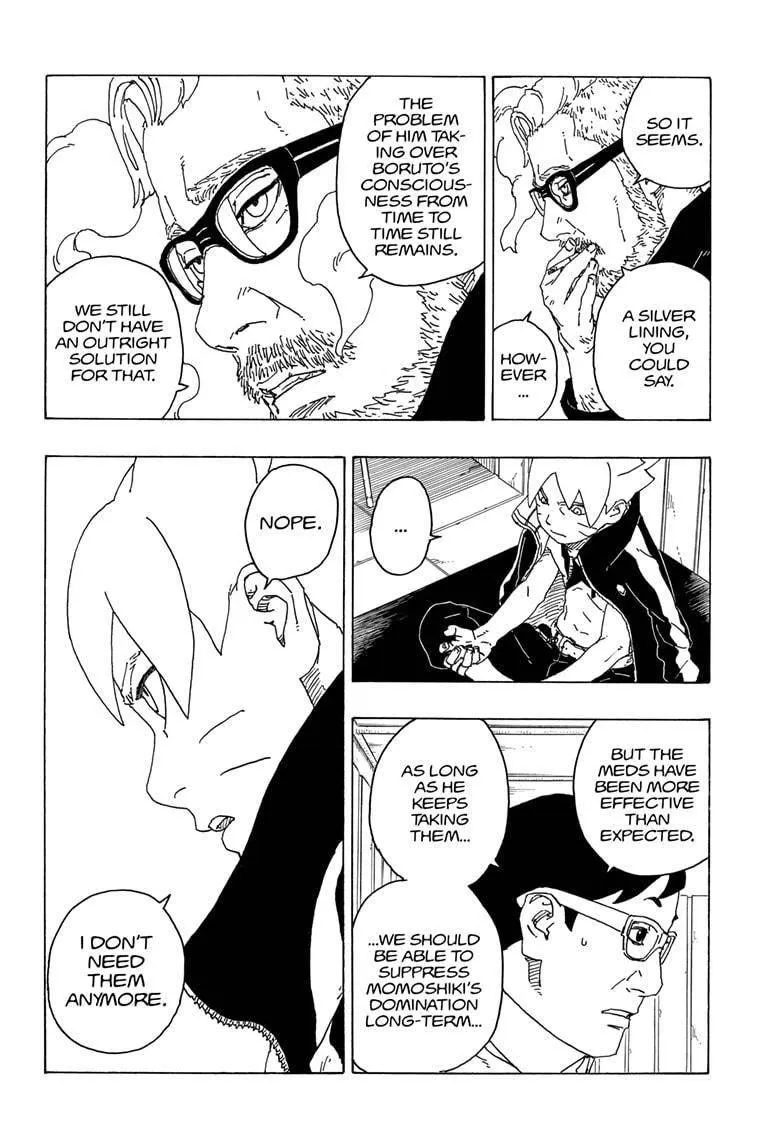 SO IT
SEEMS.
A SILVER
LINING,
YOU
COULD
SAY.
HOW-
EVER
...
THE
PROBLEM
OF HIM TAK-
ING OVER
BORUTO'S
CONSCIOUS-
NESS FROM
TIME TO
TIME STILL
REMAINS.
WE STILL
DON'T HAVE
AN OUTRIGHT
SOLUTION
FOR THAT.
...
BUT THE
MEDS HAVE
BEEN MORE
EFFECTIVE
THAN
EXPECTED.
AS LONG
AS HE
KEEPS
TAKING
THEM...
...WE SHOULD
BE ABLE TO
SUPPRESS
MOMOSHIKI'S
DOMINATION
LONG-TERM...
NOPE.
I DON'T
NEED
THEM
ANYMORE.